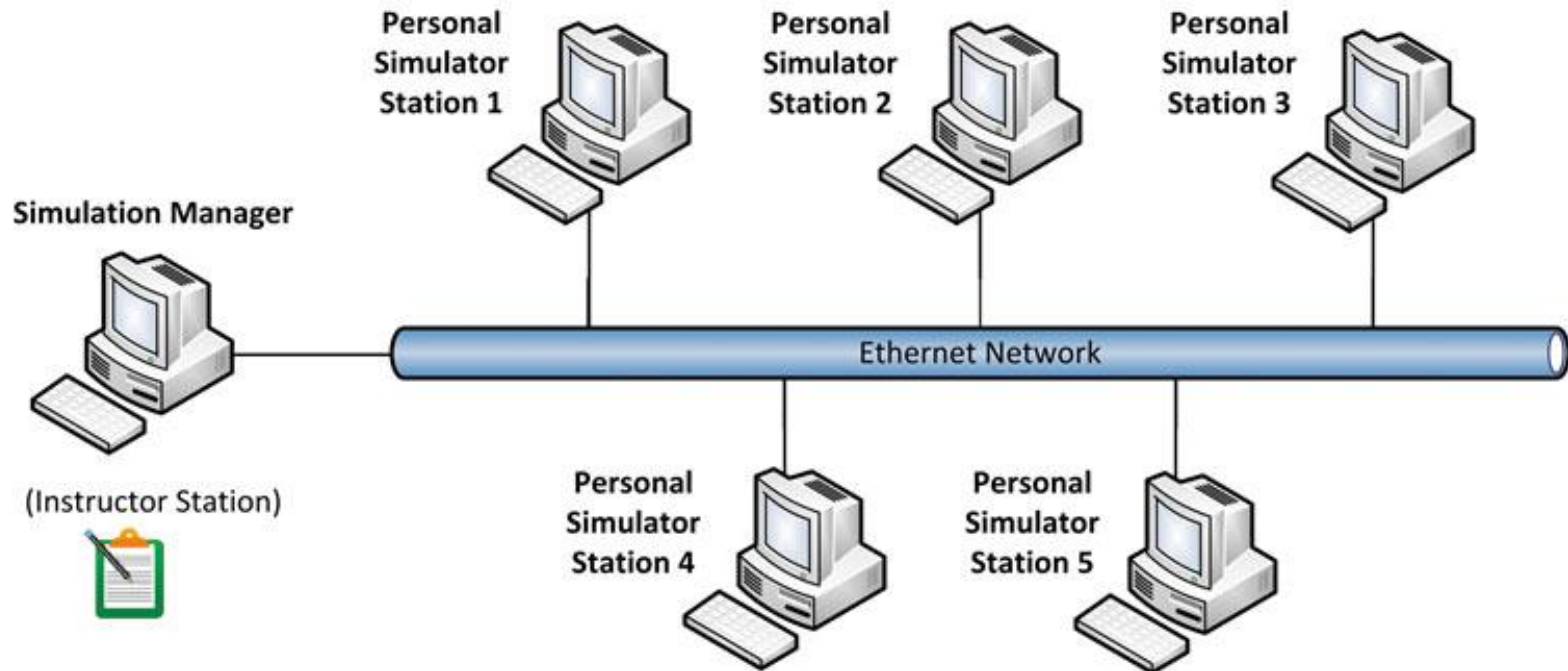 Personal
Simulator
Station 1
Personal
Simulator
Station 2
Personal
Simulator
Station 3
Simulation Manager
(Instructor Station)
Ethernet Network
Personal
Simulator
Station 4
Personal
Simulator
Station 5